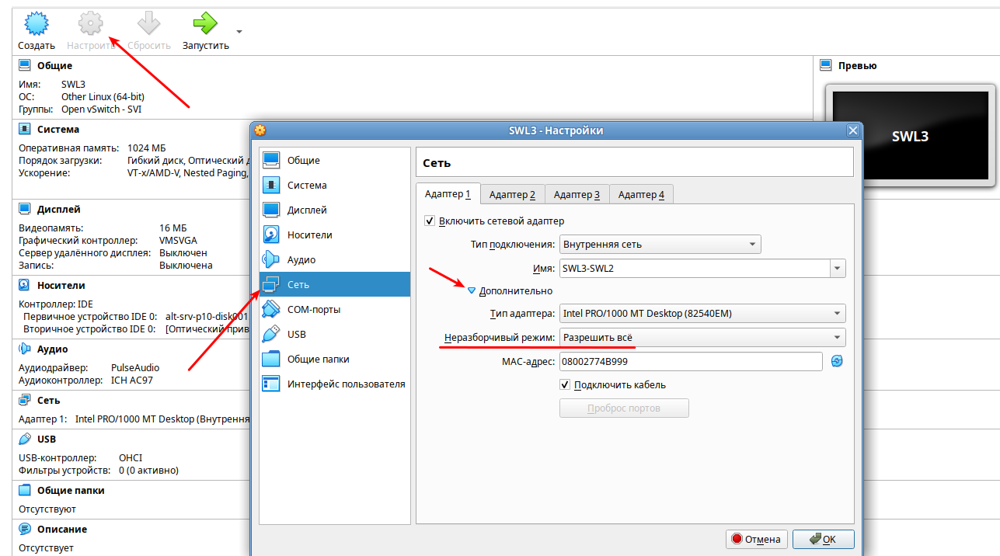 Создать Настроить Сбросить Запустить
Общие
Имя: SWL3
ОС: Other Linux (64-bit)
Группы: Open vSwitch - SVI
Система
Оперативная память: 1024 МБ
Порядок загрузки: Гибкий диск, Оптический д
Ускорение: VT-x/AMD-V, Nested Paging,
Дисплей
Видеопамять: 16 МБ
Графический контроллер: VMSVGA
Сервер удалённого дисплея: Выключен
Запись: Выключена
Носители
Контроллер: IDE
Первичное устройство IDE 0: alt-srv-p10-disk001
Вторичное устройство IDE 0: [Оптический прив
Аудио
Аудиодрайвер: PulseAudio
Аудиоконтроллер: ICH AC97
Сеть
Адаптер 1: Intel PRO/1000 MT Desktop (Внутрення
USB
USB-контроллер: OHCI
Фильтры устройств: 0 (0 активно)
Общие папки
Отсутствуют
Описание
Отсутствует
Превью
SWL3
SWL3 - Настройки
Общие
Система
Дисплей
Носители
Аудио
Сеть
COM-порты
USB
Общие папки
Интерфейс пользователя
Сеть
Адаптер 1 Адаптер 2 Адаптер 3 Адаптер 4
Включить сетевой адаптер
Тип подключения: Внутренняя сеть
Имя: SWL3-SWL2
Дополнительно
Тип адаптера: Intel PRO/1000 MT Desktop (82540EM)
Неразборчивый режим: Разрешить всё
MAC-адрес: 08002774B999
Подключить кабель
Проброс портов
Отмена OK